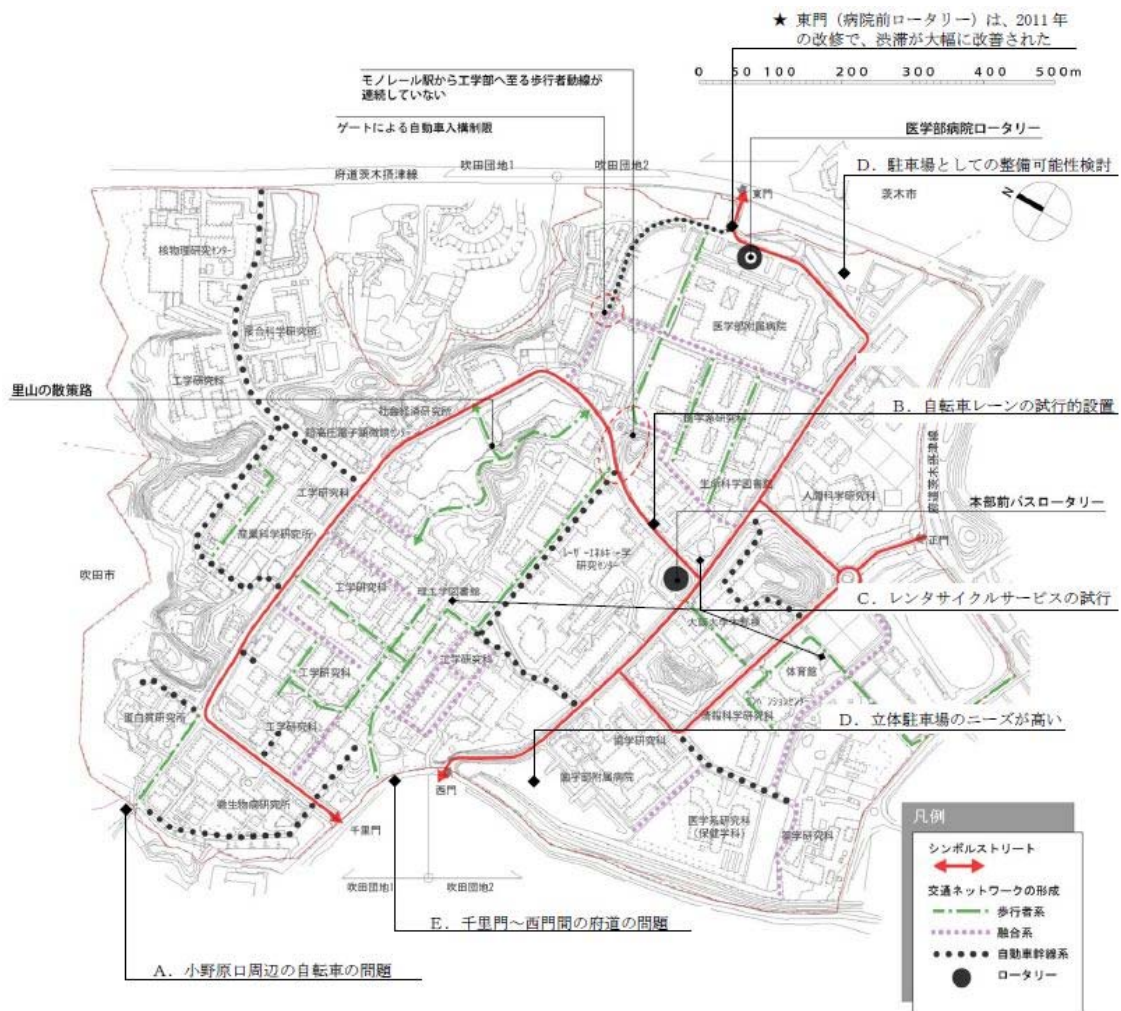 ★ 東門（病院前ロータリー）は、2011年
の改修で、渋滞が大幅に改善された
0 50 100 200 300 400 500m
モノレール駅から工学部へ至る歩行者動線が
連続していない
ゲートによる自動車入構制限
医学部病院ロータリー
吹田団地1 吹田団地2
府道茨木摂津線
D．駐車場としての整備可能性検討
東門
茨木市
N
核物理研究センター
蛋白質研究所
工学研究科
医学部附属病院
里山の散策路
社会経済研究所
超高圧電子顕微鏡センター
B．自転車レーンの試行的設置
医学系研究科
工学研究科
生命科学図書館
人間科学研究科
府道茨木摂津線
産業科学研究所
本部前バスロータリー
レーザーエネルギー学
研究センター
正門
吹田市
工学研究科
理工学図書館
C．レンタサイクルサービスの試行
大阪大学本部棟
工学研究科
工学研究科
体育館
コンベンションセンター
情報科学研究科
工学研究科
D．立体駐車場のニーズが高い
歯学研究科
歯学部附属病院
西門
微生物病研究所
医学系研究科
（保健学科）
薬学研究科
千里門
吹田団地1 吹田団地2
E．千里門～西門間の府道の問題
A．小野原口周辺の自転車の問題
凡例
シンボルストリート
交通ネットワークの形成
歩行者系
融合系
自動車幹線系
ロータリー